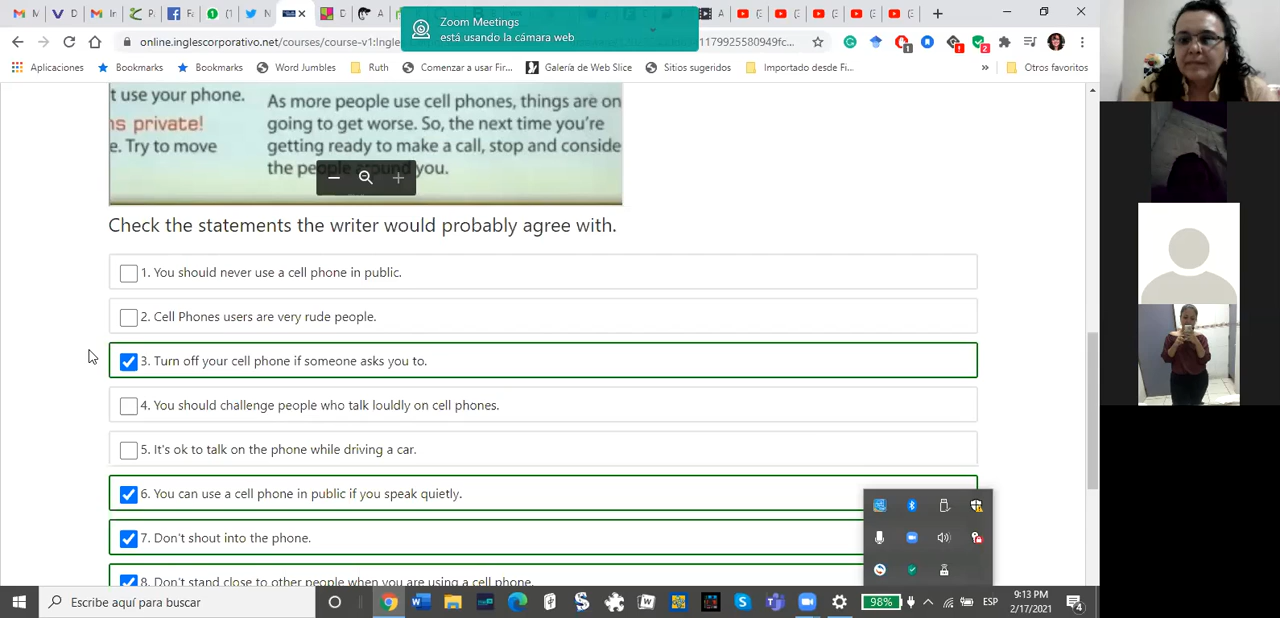 Zoom Meetings
está usando la cámara web
online.inglescorporativo.net/courses/course-v1:Ingle
1179925580949fc...
Aplicaciones
Bookmarks
Bookmarks
Word Jumbles
Ruth
Comenzar a usar Fir...
Galería de Web Slice
Sitios sugeridos
Importado desde Fi...
»
Otros favoritos
t use your phone.
ns private!
e. Try to move
As more people use cell phones, things are on
going to get worse. So, the next time you're
getting ready to make a call, stop and conside
the people around you.
Check the statements the writer would probably agree with.
1. You should never use a cell phone in public.
2. Cell Phones users are very rude people.
3. Turn off your cell phone if someone asks you to.
4. You should challenge people who talk louldly on cell phones.
5. It's ok to talk on the phone while driving a car.
6. You can use a cell phone in public if you speak quietly.
7. Don't shout into the phone.
8. Don't stand close to other people when you are using a cell phone.
Escribe aquí para buscar
98%
ESP
9:13 PM
2/17/2021
4